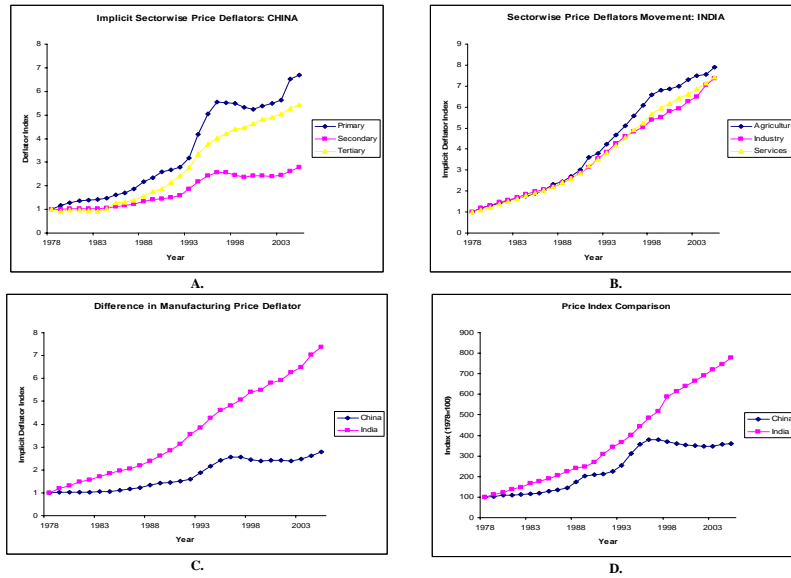 Implicit Sectorwise Price Deflators: CHINA
8
7
6
5
4
3
2
1
0
Deflator Index
1978 1983 1988 1993 1998 2003
Year
Primary
Secondary
Tertiary
A.
Sectorwise Price Deflators Movement: INDIA
9
8
7
6
5
4
3
2
1
0
Implicit Deflator Index
1978 1983 1988 1993 1998 2003
Year
Agriculture
Industry
Services
B.
Difference in Manufacturing Price Deflator
8
7
6
5
4
3
2
1
0
Implicit Deflator Index
1978 1983 1988 1993 1998 2003
Year
China
India
C.
Price Index Comparison
900
800
700
600
500
400
300
200
100
0
Index (1978=100)
1978 1983 1988 1993 1998 2003
Year
China
India
D.